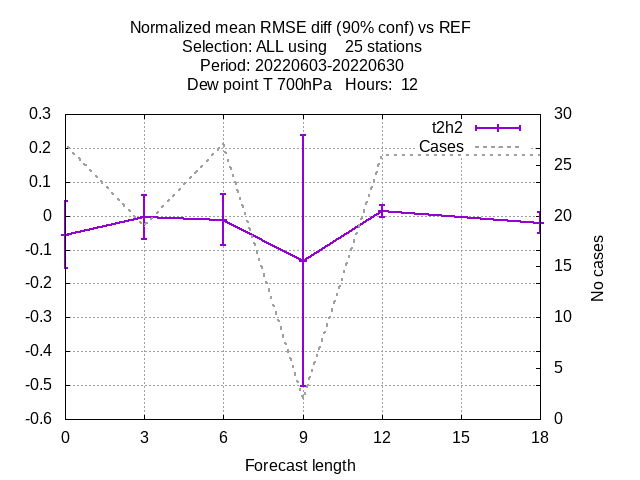 Normalized mean RMSE diff (90% conf) vs REF
Selection: ALL using    25 stations
Period: 20220603-20220630
Dew point T 700hPa   Hours:  12
0.3
0.2
0.1
0
-0.1
-0.2
-0.3
-0.4
-0.5
-0.6
t2h2
Cases
30
25
20
15
10
5
0
No cases
0 3 6 9 12 15 18
Forecast length